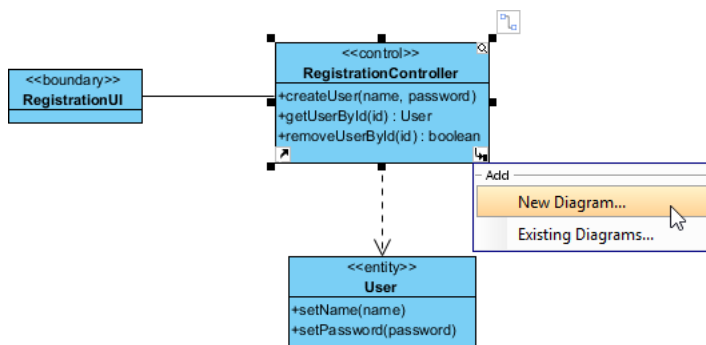 <<control>>
RegistrationController
+createUser(name, password)
+getUserById(id) : User
+removeUserById(id) : boolean
<<boundary>>
RegistrationUI
Add
New Diagram...
Existing Diagrams...
<<entity>>
User
+setName(name)
+setPassword(password)